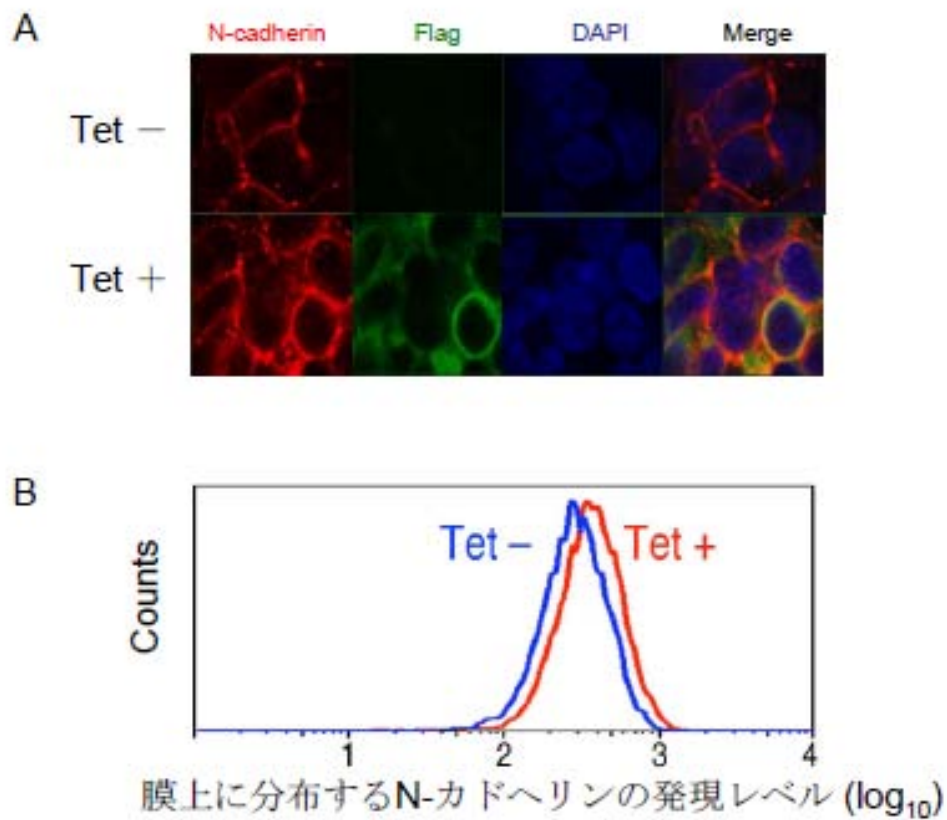 A
N-cadherin Flag DAPI Merge
Tet −
Tet +
B
Counts
Tet − Tet +
1 2 3 4
膜上に分布するN-カドヘリンの発現レベル (log₁₀)